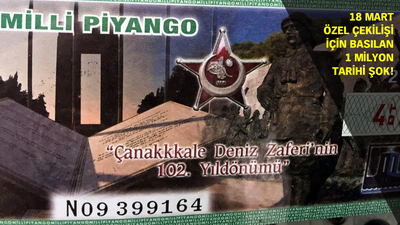 MİLLİ PİYANGO
18 MART
ÖZEL ÇEKİLİŞİ
İÇİN BASILAN
1 MİLYON
TARİHİ ŞOK!
"Çanakkkale Deniz Zaferi'nin
102. Yıldönümü"
N09 399164